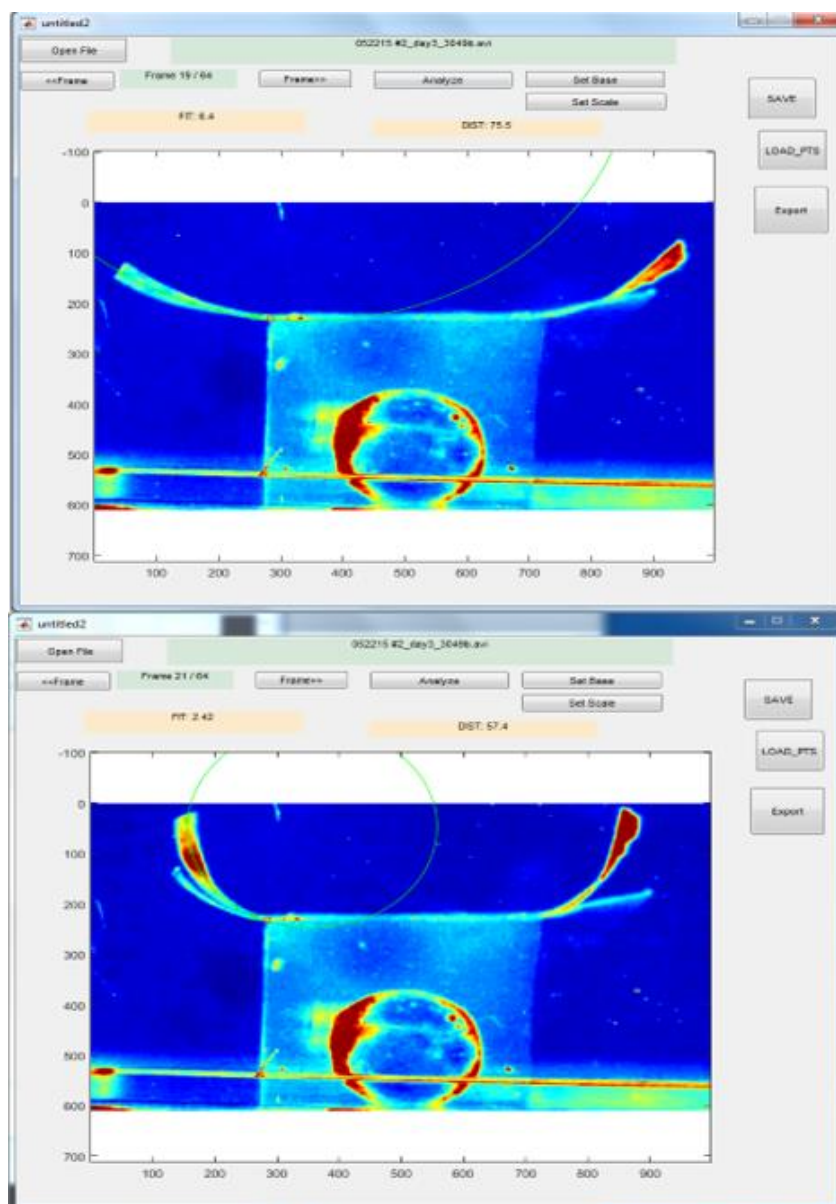 untitled2
Open File
052215 #2_day3_3049b.avi
<<Frame
Frame 19 / 64
Frame>>
Analyze
Set Base
Set Scale
SAVE
FIT: 6.4
DIST: 75.5
LOAD_PTS
Export
-100
0
100
200
300
400
500
600
700
100 200 300 400 500 600 700 800 900
untitled2
Open File
052215 #2_day3_3049b.avi
<<Frame
Frame 21 / 64
Frame>>
Analyze
Set Base
Set Scale
SAVE
FIT: 2.42
DIST: 57.4
LOAD_PTS
Export
-100
0
100
200
300
400
500
600
700
100 200 300 400 500 600 700 800 900